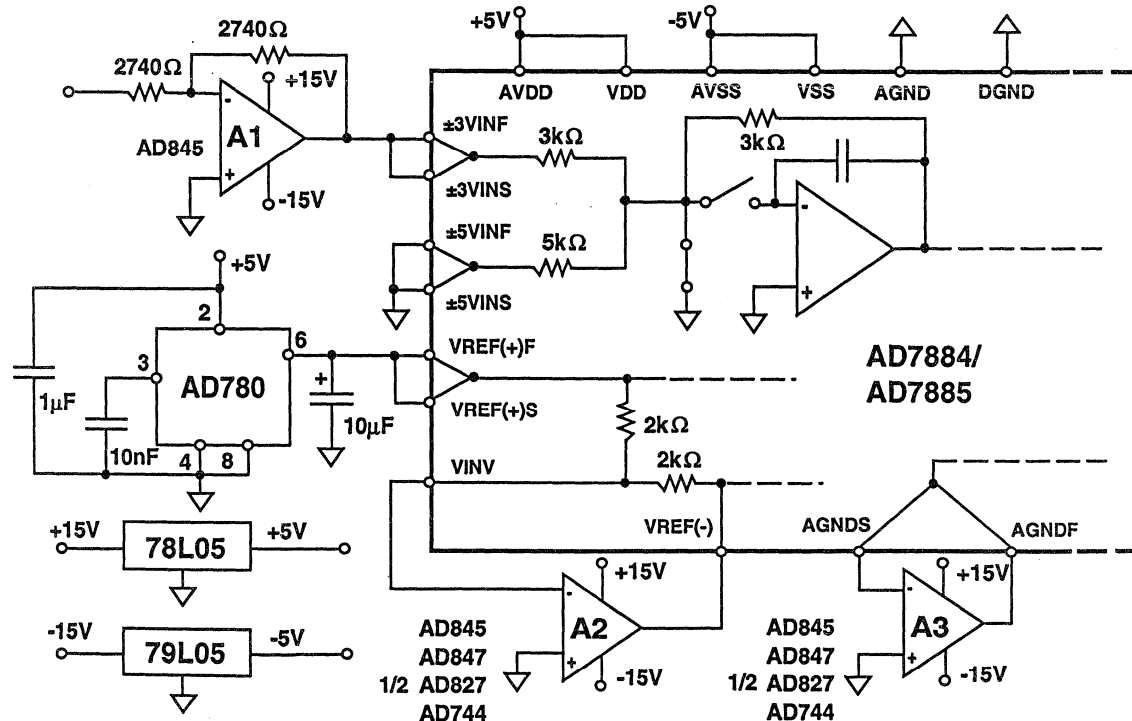 +5V
-5V
2740Ω
2740Ω
+15V
-
A1
AD845
+
-15V
AVDD
VDD
AVSS
VSS
AGND
DGND
±3VINF
3kΩ
3kΩ
±3VINS
±5VINF
5kΩ
±5VINS
-
+
+5V
2
6
3
AD780
1μF
10nF
4
8
+
10μF
VREF(+)F
VREF(+)S
2kΩ
2kΩ
VINV
VREF(-)
AD7884/
AD7885
AGNDS
AGNDF
+15V
78L05
+5V
-15V
79L05
-5V
+15V
-
A2
+
-15V
AD845
AD847
1/2 AD827
AD744
+15V
-
A3
+
-15V
AD845
AD847
1/2 AD827
AD744